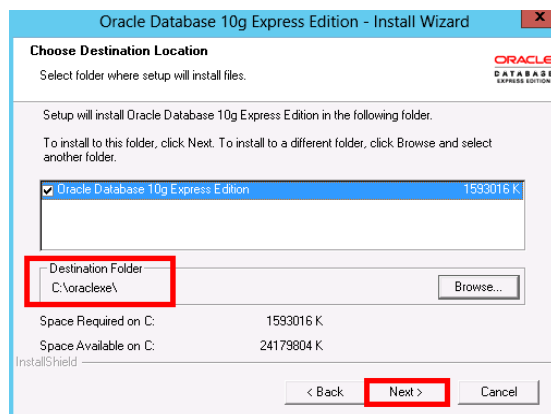 Oracle Database 10g Express Edition - Install Wizard
x
Choose Destination Location
Select folder where setup will install files.
ORACLE
DATABASE
EXPRESS EDITION
Setup will install Oracle Database 10g Express Edition in the following folder.
To install to this folder, click Next. To install to a different folder, click Browse and select
another folder.
Oracle Database 10g Express Edition 1593016 K
Destination Folder
C:\oraclexe\ Browse...
Space Required on C: 1593016 K
Space Available on C: 24179804 K
InstallShield
< Back Next > Cancel